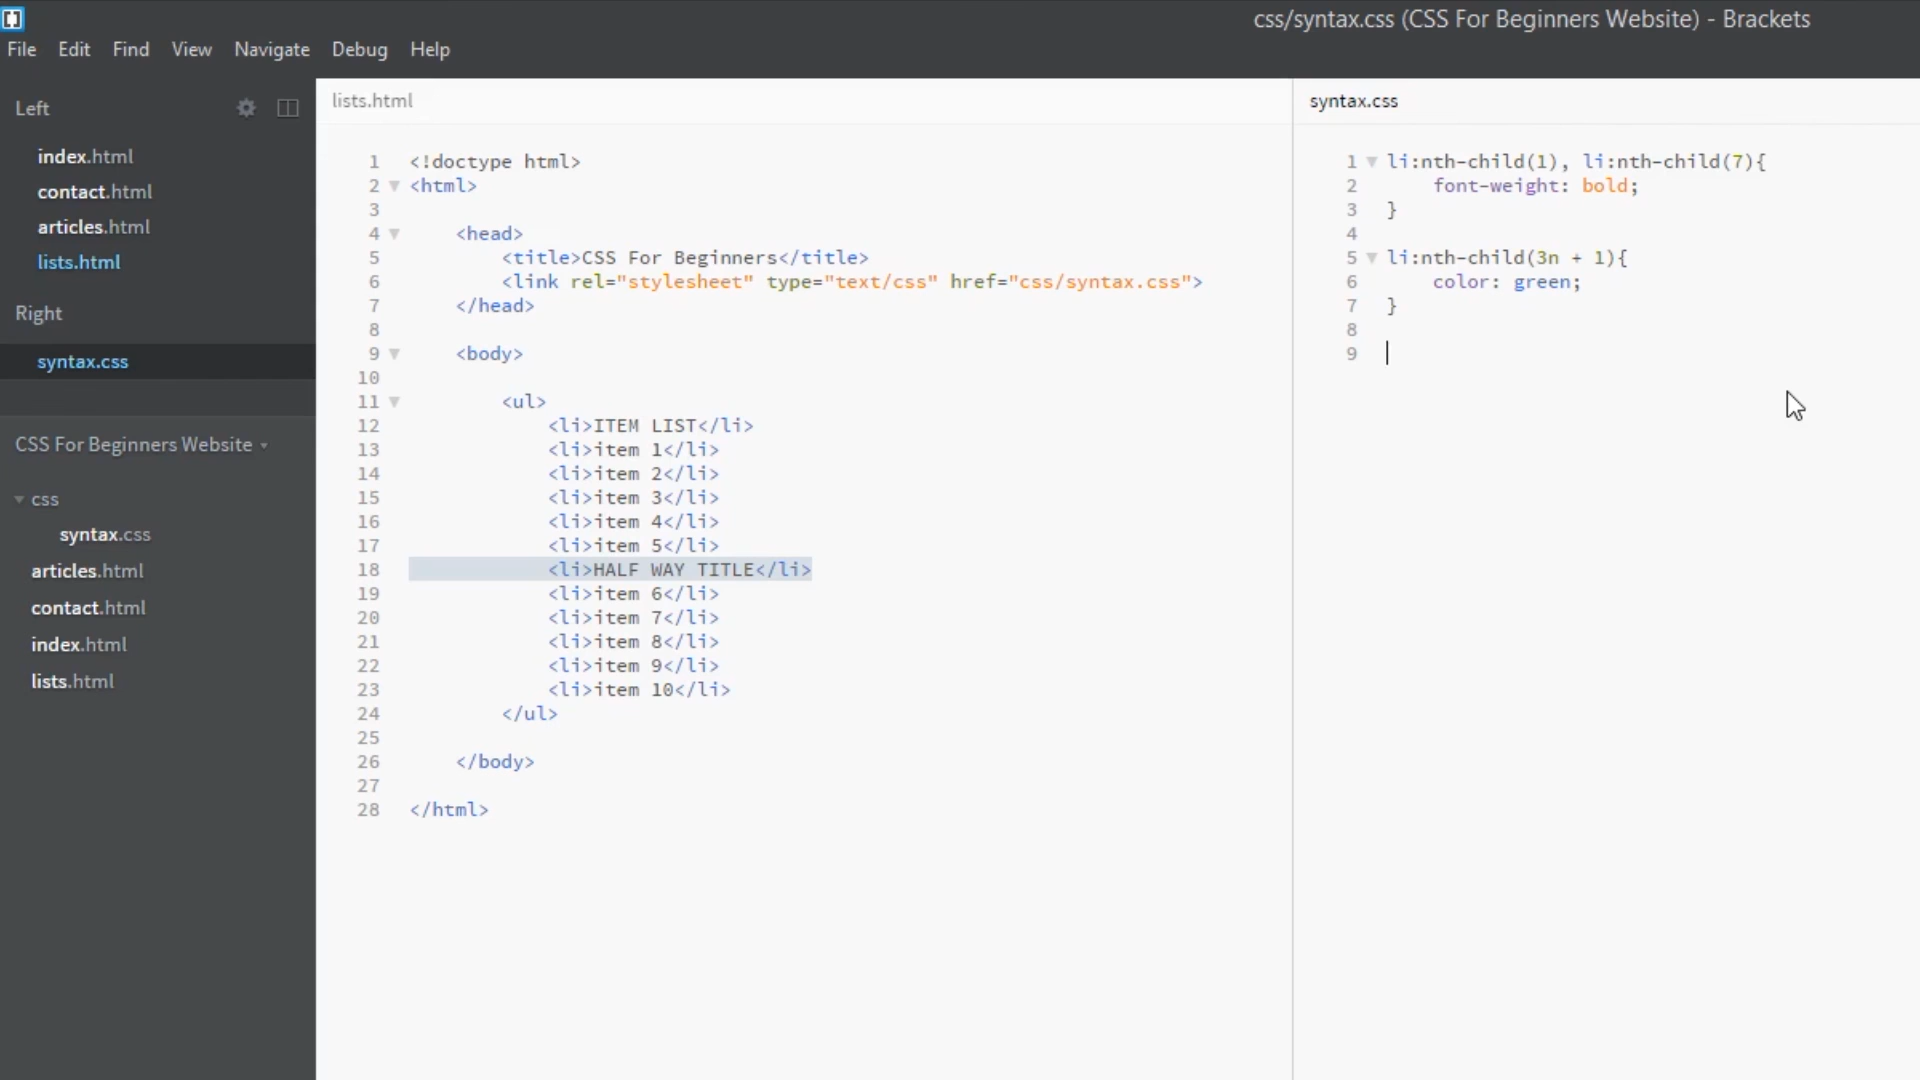 css/syntax.css (CSS For Beginners Website) - Brackets
File Edit Find View Navigate Debug Help
Left
index.html
contact.html
articles.html
lists.html
Right
syntax.css
CSS For Beginners Website
css
syntax.css
articles.html
contact.html
index.html
lists.html
lists.html
1 <!doctype html>
2 <html>
3
4 <head>
5 <title>CSS For Beginners</title>
6 <link rel="stylesheet" type="text/css" href="css/syntax.css">
7 </head>
8
9 <body>
10
11 <ul>
12 <li>ITEM LIST</li>
13 <li>item 1</li>
14 <li>item 2</li>
15 <li>item 3</li>
16 <li>item 4</li>
17 <li>item 5</li>
18 <li>HALF WAY TITLE</li>
19 <li>item 6</li>
20 <li>item 7</li>
21 <li>item 8</li>
22 <li>item 9</li>
23 <li>item 10</li>
24 </ul>
25
26 </body>
27
28 </html>
syntax.css
1 li:nth-child(1), li:nth-child(7){
2 font-weight: bold;
3 }
4
5 li:nth-child(3n + 1){
6 color: green;
7 }
8
9